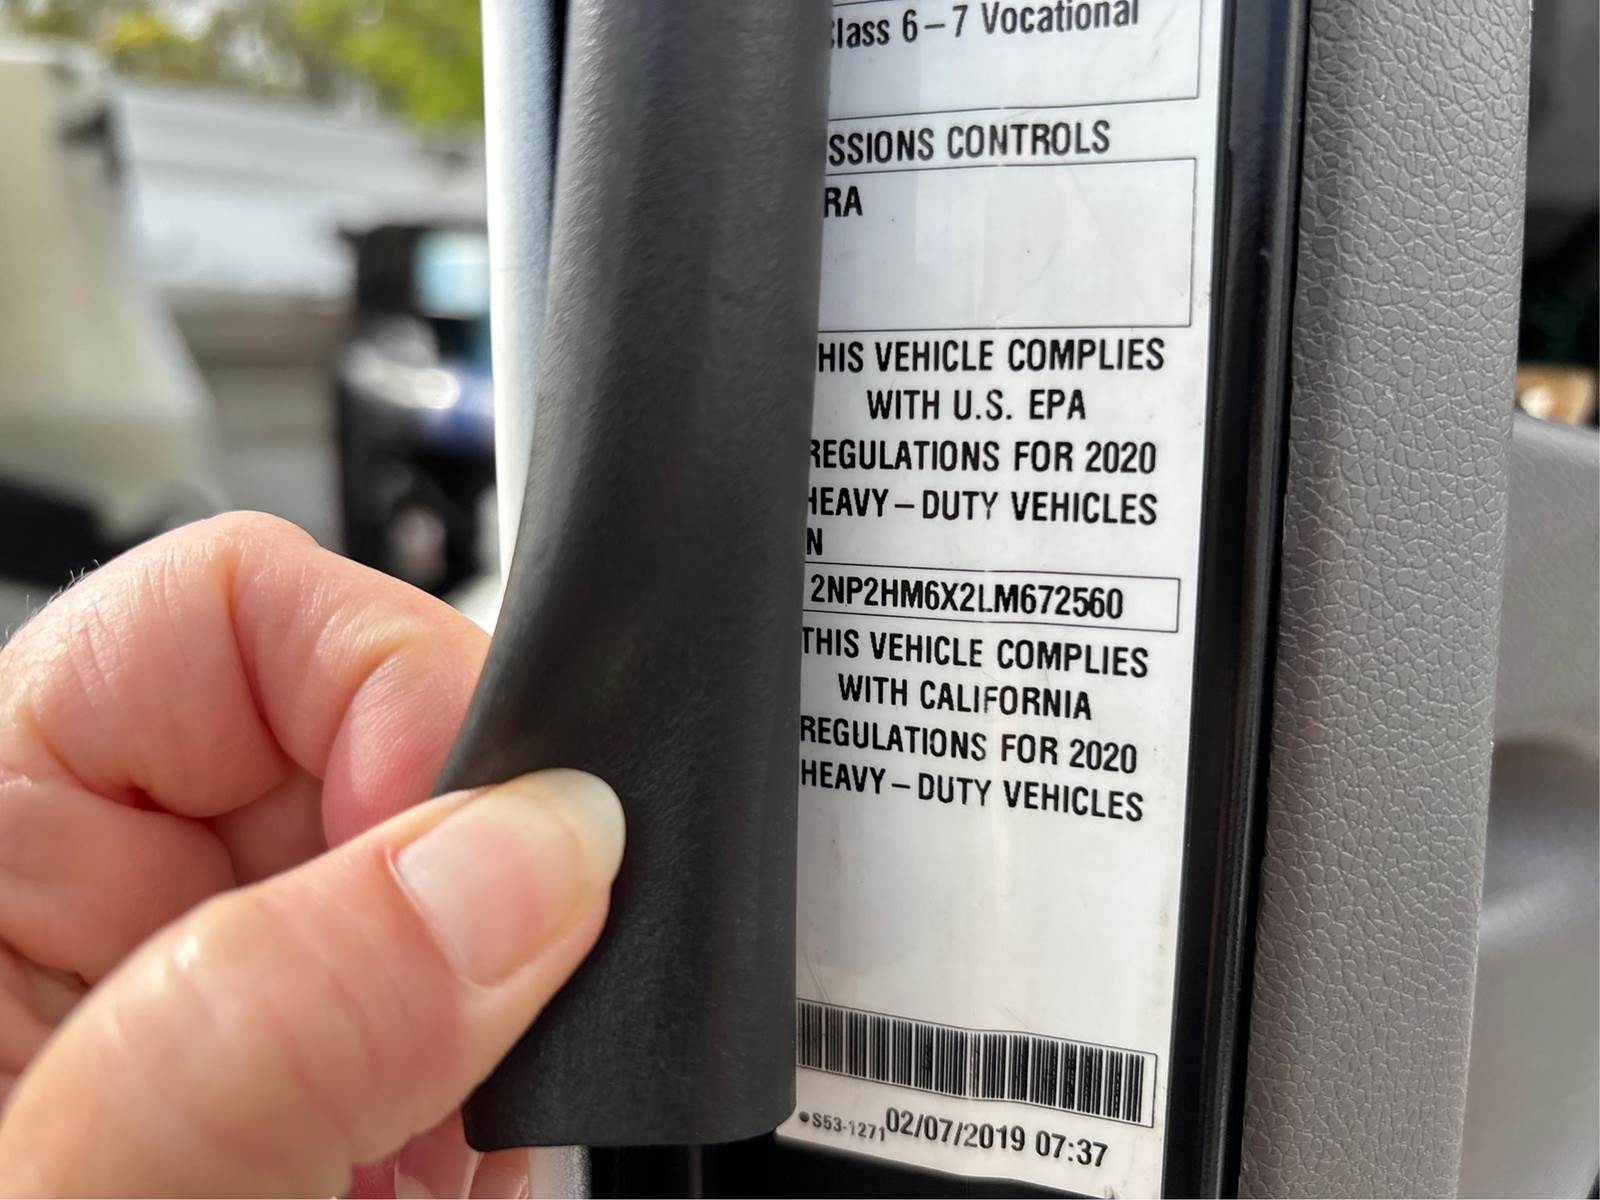 lass 6-7 Vocational
SSIONS CONTROLS
RA
HIS VEHICLE COMPLIES
WITH U.S. EPA
REGULATIONS FOR 2020
HEAVY-DUTY VEHICLES
N
2NP2HM6X2LM672560
THIS VEHICLE COMPLIES
WITH CALIFORNIA
REGULATIONS FOR 2020
HEAVY-DUTY VEHICLES
S53-1271 02/07/2019 07:37